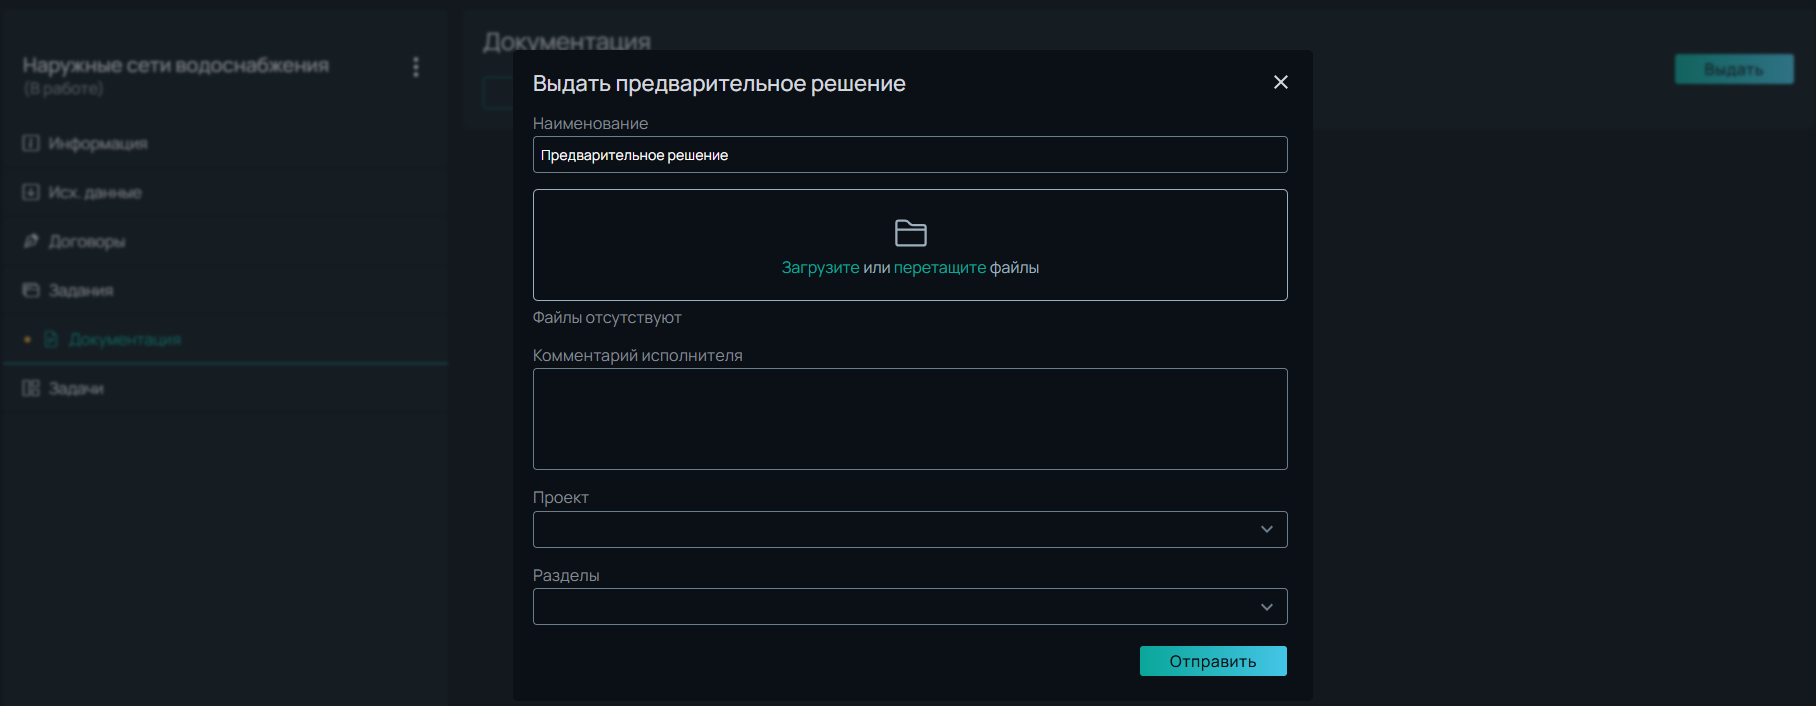 Наружные сети водоснабжения
(В работе)
Информация
Исх. данные
Договоры
Задания
Документация
Задачи
Документация
Выдать
Выдать предварительное решение
Наименование
Предварительное решение
Загрузите или перетащите файлы
Файлы отсутствуют
Комментарий исполнителя
Проект
Разделы
Отправить